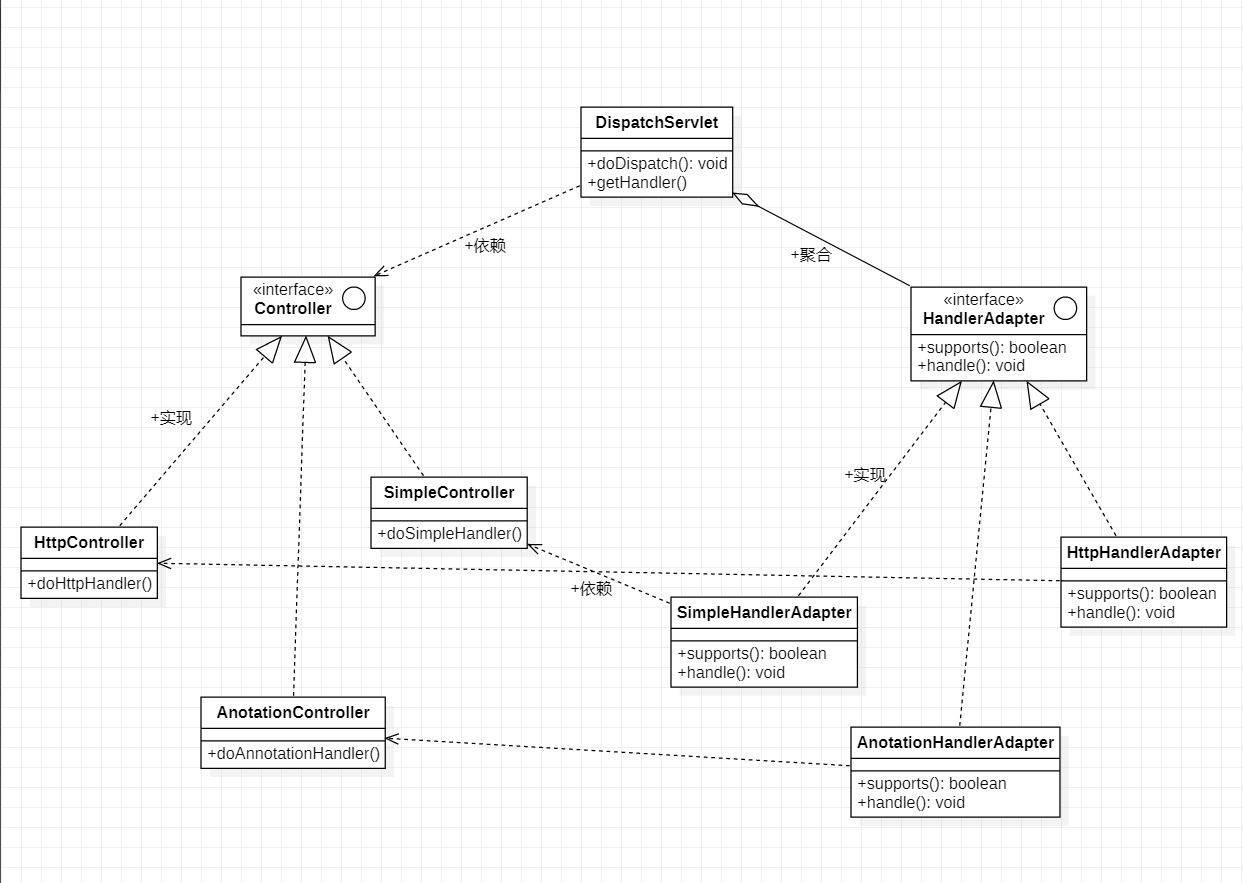 DispatchServlet
+doDispatch(): void
+getHandler()
+依赖
+聚合
«interface»
Controller
«interface»
HandlerAdapter
+supports(): boolean
+handle(): void
+实现
+实现
SimpleController
+doSimpleHandler()
HttpController
+doHttpHandler()
HttpHandlerAdapter
+supports(): boolean
+handle(): void
+依赖
SimpleHandlerAdapter
+supports(): boolean
+handle(): void
AnotationController
+doAnnotationHandler()
AnotationHandlerAdapter
+supports(): boolean
+handle(): void